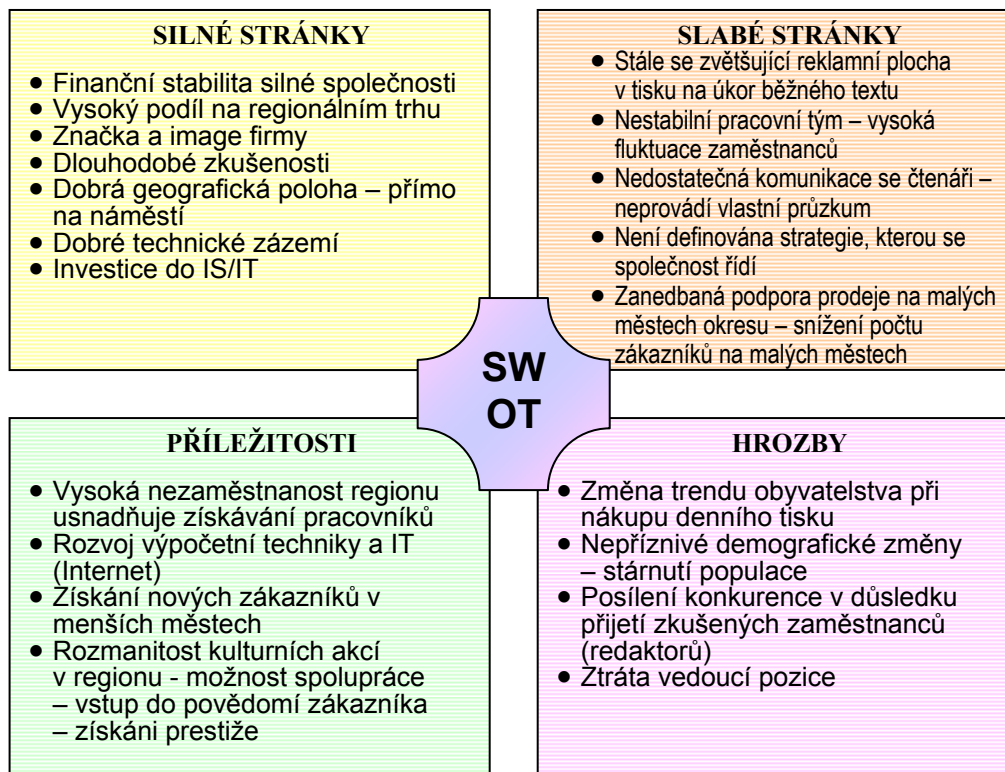 SILNÉ STRÁNKY
● Finanční stabilita silné společnosti
● Vysoký podíl na regionálním trhu
● Značka a image firmy
● Dlouhodobé zkušenosti
● Dobrá geografická poloha – přímo
na náměstí
● Dobré technické zázemí
● Investice do IS/IT
SLABÉ STRÁNKY
● Stále se zvětšující reklamní plocha
v tisku na úkor běžného textu
● Nestabilní pracovní tým – vysoká
fluktuace zaměstnanců
● Nedostatečná komunikace se čtenáři –
neprovádí vlastní průzkum
● Není definována strategie, kterou se
společnost řídí
● Zanedbaná podpora prodeje na malých
městech okresu – snížení počtu
zákazníků na malých městech
SW
OT
PŘÍLEŽITOSTI
● Vysoká nezaměstnanost regionu
usnadňuje získávání pracovníků
● Rozvoj výpočetní techniky a IT
(Internet)
● Získání nových zákazníků v
menších městech
● Rozmanitost kulturních akcí
v regionu - možnost spolupráce
– vstup do povědomí zákazníka
– získáni prestiže
HROZBY
● Změna trendu obyvatelstva při
nákupu denního tisku
● Nepříznivé demografické změny
– stárnutí populace
● Posílení konkurence v důsledku
přijetí zkušených zaměstnanců
(redaktorů)
● Ztráta vedoucí pozice